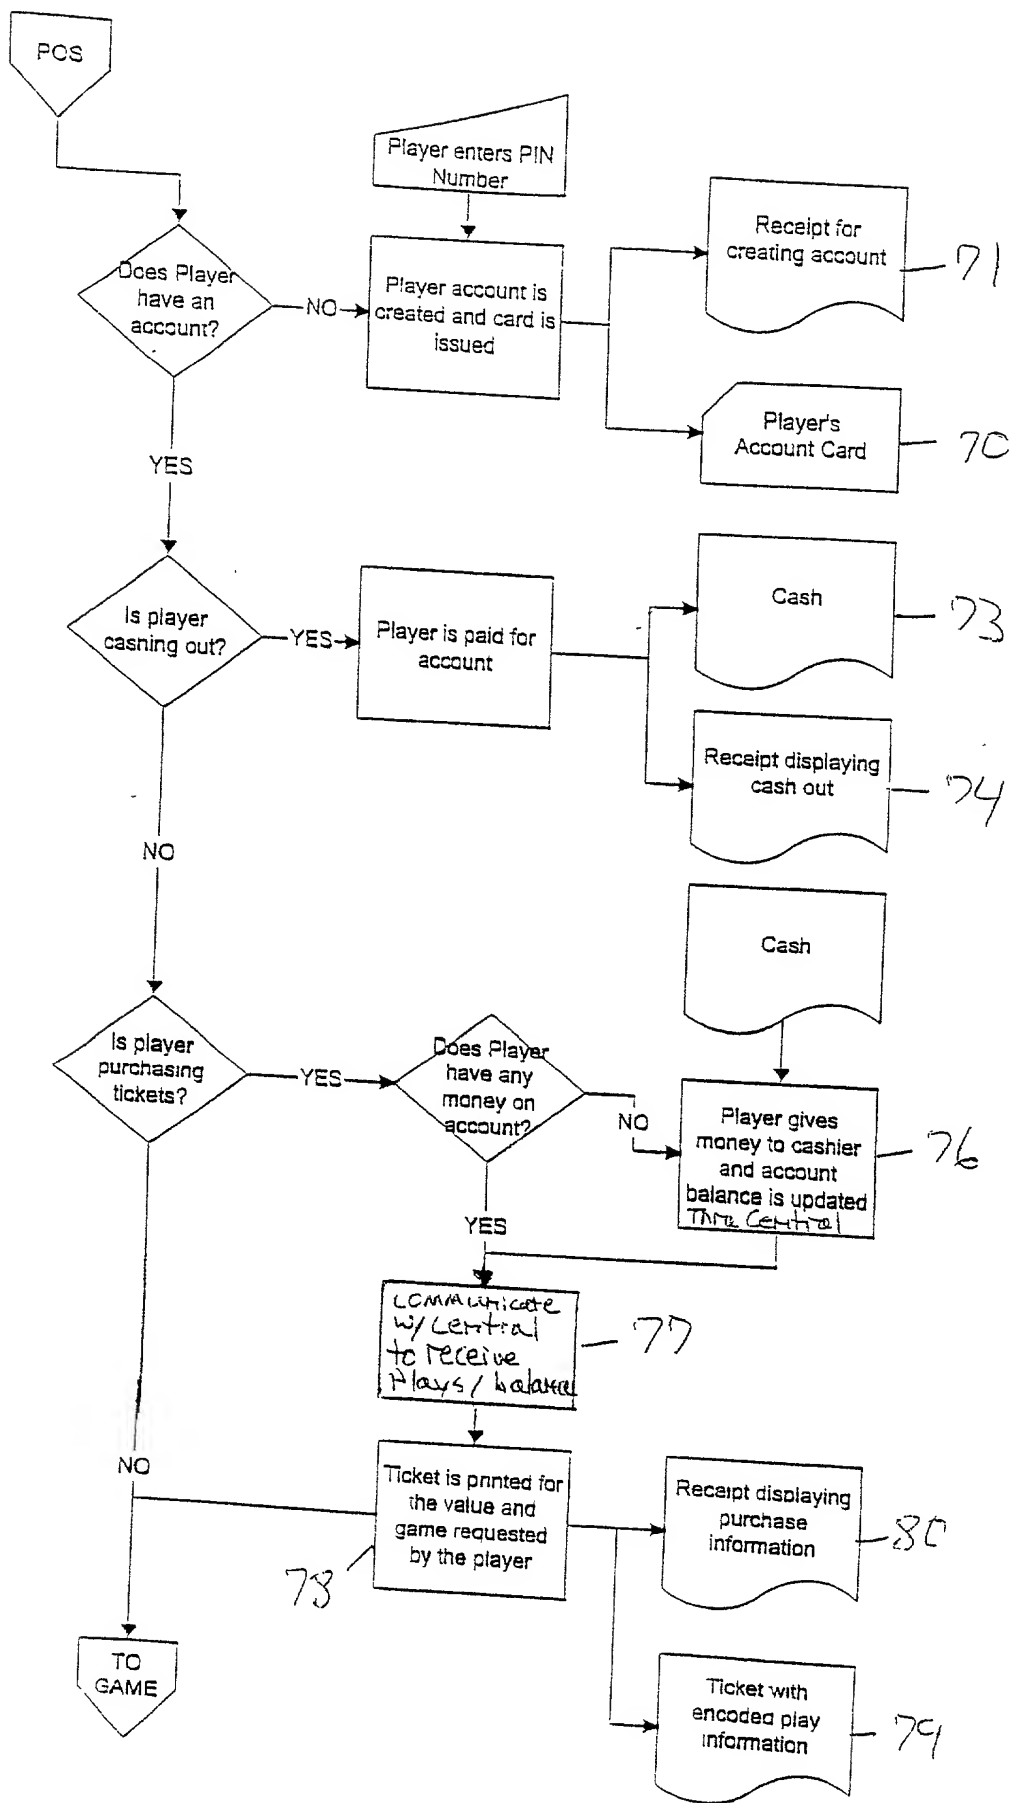 POS
Player enters PIN
Number
Does Player
have an
account?
NO
Player account is
created and card is
issued
Receipt for
creating account
71
Player's
Account Card
70
YES
Is player
cashing out?
YES
Player is paid for
account
Cash
73
Receipt displaying
cash out
74
NO
Cash
Is player
purchasing
tickets?
YES
Does Player
have any
money on
account?
NO
Player gives
money to cashier
and account
balance is updated
Thru Central
76
YES
Communicate
w/ Central
to receive
Plays / balance
77
NO
Ticket is printed for
the value and
game requested
by the player
78
Receipt displaying
purchase
information
80
TO
GAME
Ticket with
encoded play
information
79